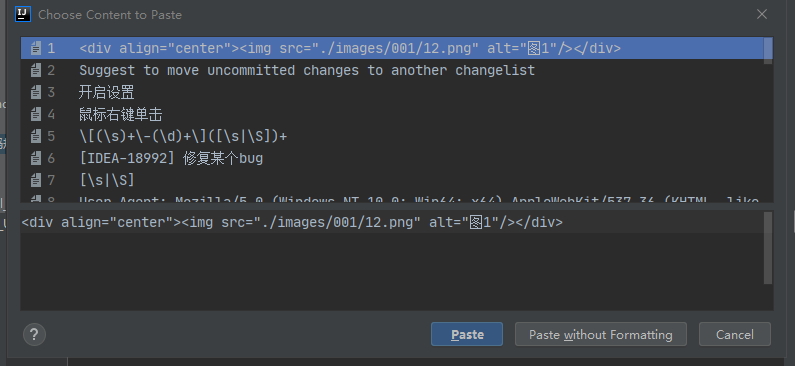 IJ
Choose Content to Paste
1 <div align="center"><img src="./images/001/12.png" alt="图1"/></div>
2 Suggest to move uncommitted changes to another changelist
3 开启设置
4 鼠标右键单击
5 \[(\s)+\-(\d)+\]([\s|\S])+
6 [IDEA-18992] 修复某个bug
7 [\s|\S]
8 User Agent: Mozilla/5.0 (Windows NT 10.0; Win64; x64) AppleWebKit/537.36 (KHTML, like
<div align="center"><img src="./images/001/12.png" alt="图1"/></div>
?
Paste
Paste without Formatting
Cancel